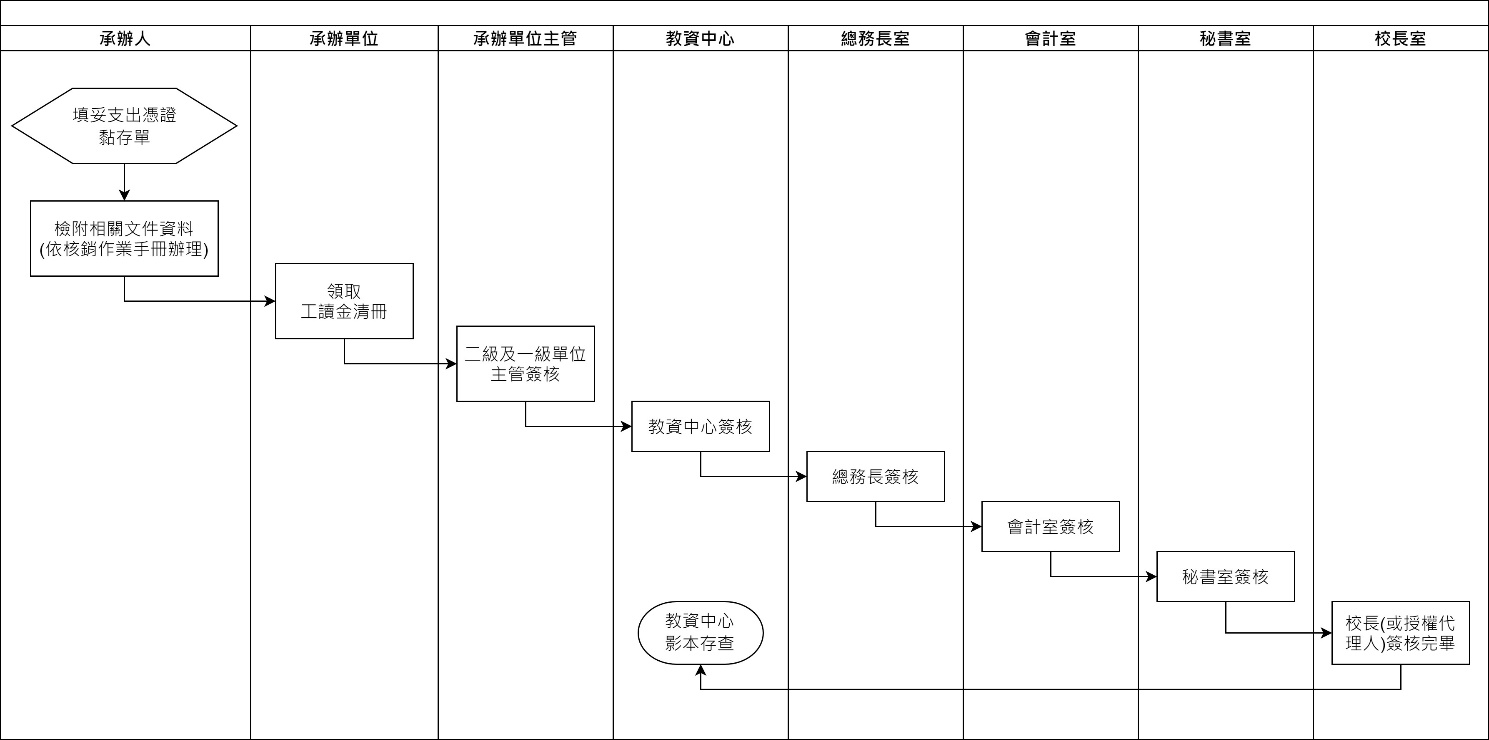 承辦人
承辦單位
承辦單位主管
教資中心
總務長室
會計室
秘書室
校長室
填妥支出憑證
黏存單
檢附相關文件資料
(依核銷作業手冊辦理)
領取
工讀金清冊
二級及一級單位
主管簽核
教資中心簽核
總務長簽核
會計室簽核
秘書室簽核
校長(或授權代
理人)簽核完畢
教資中心
影本存查